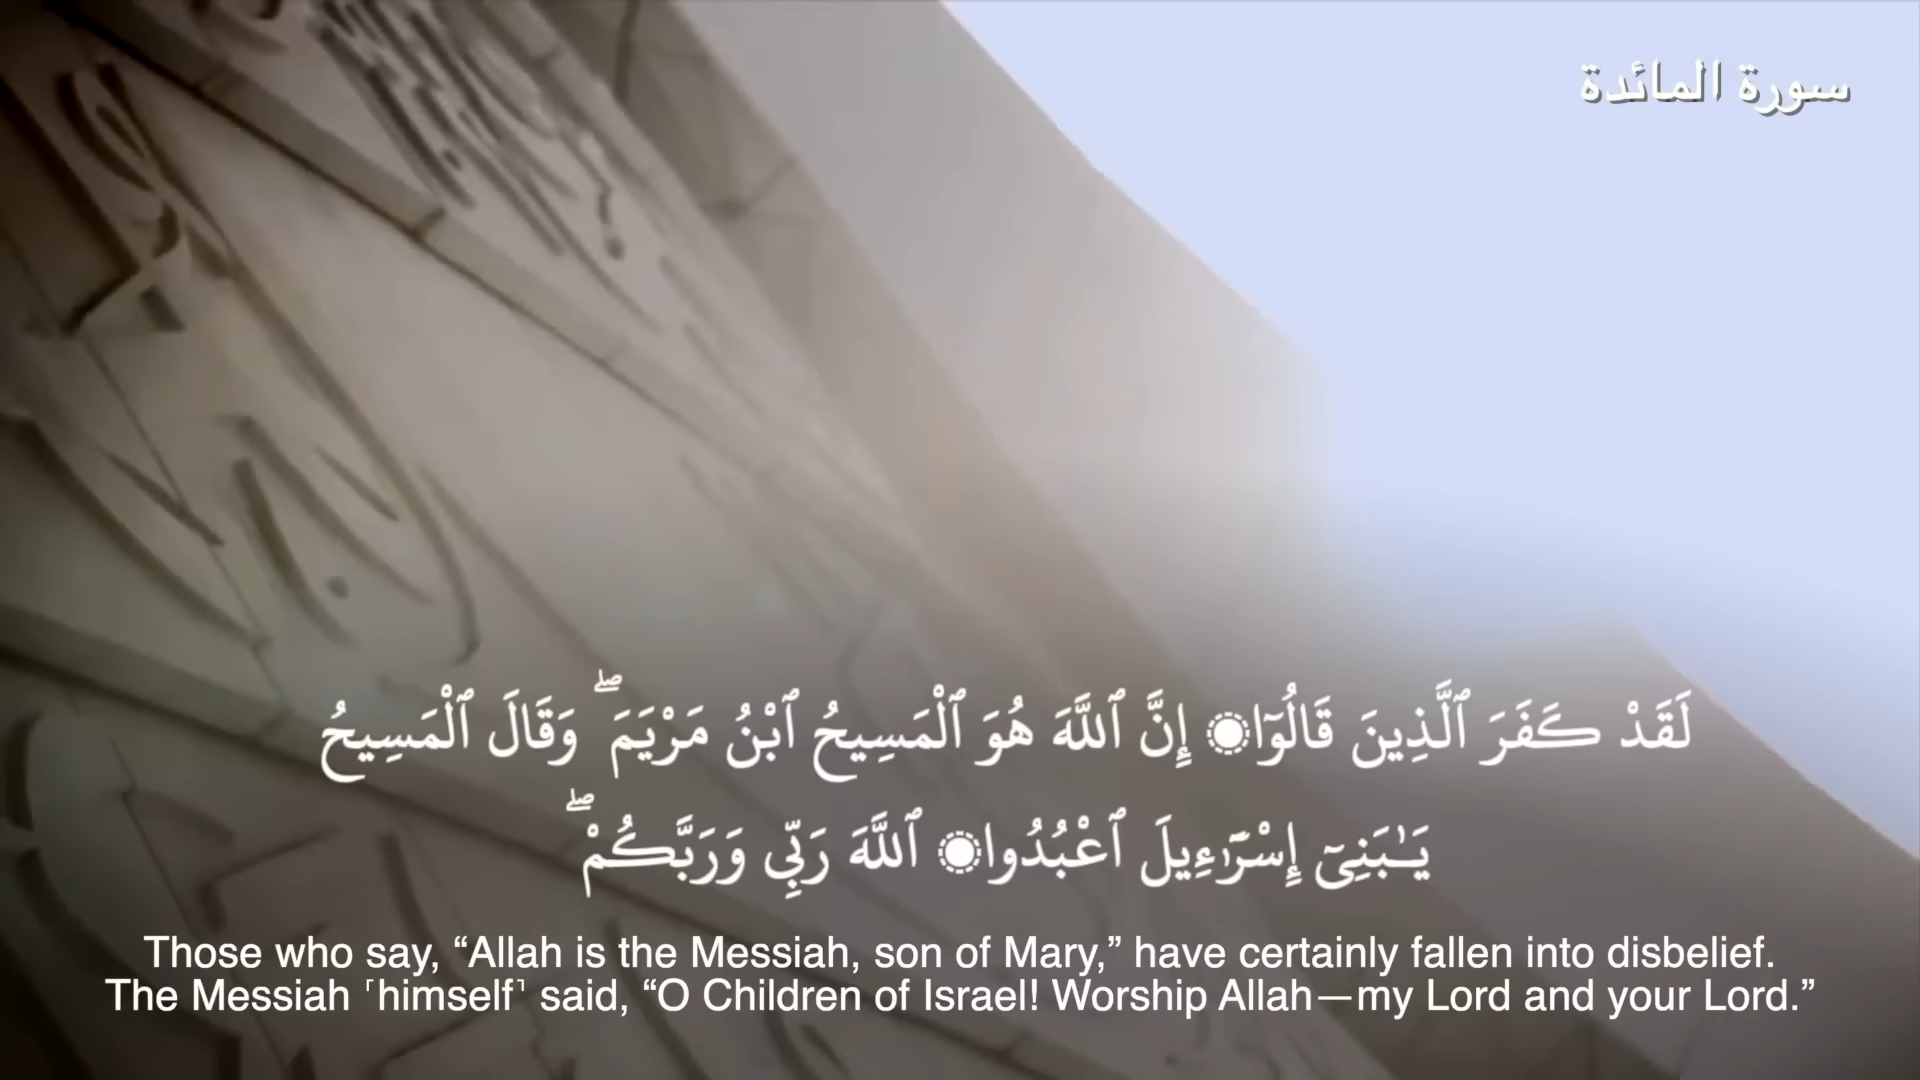 سورة المائدة
لَقَدْ كَفَرَ ٱلَّذِينَ قَالُوٓا۟ إِنَّ ٱللَّهَ هُوَ ٱلْمَسِيحُ ٱبْنُ مَرْيَمَ ۖ وَقَالَ ٱلْمَسِيحُ
يَـٰبَنِىٓ إِسْرَٰٓءِيلَ ٱعْبُدُوا۟ ٱللَّهَ رَبِّى وَرَبَّكُمْ ۖ
Those who say, “Allah is the Messiah, son of Mary,” have certainly fallen into disbelief.
The Messiah ˹himself˺ said, “O Children of Israel! Worship Allah—my Lord and your Lord.”